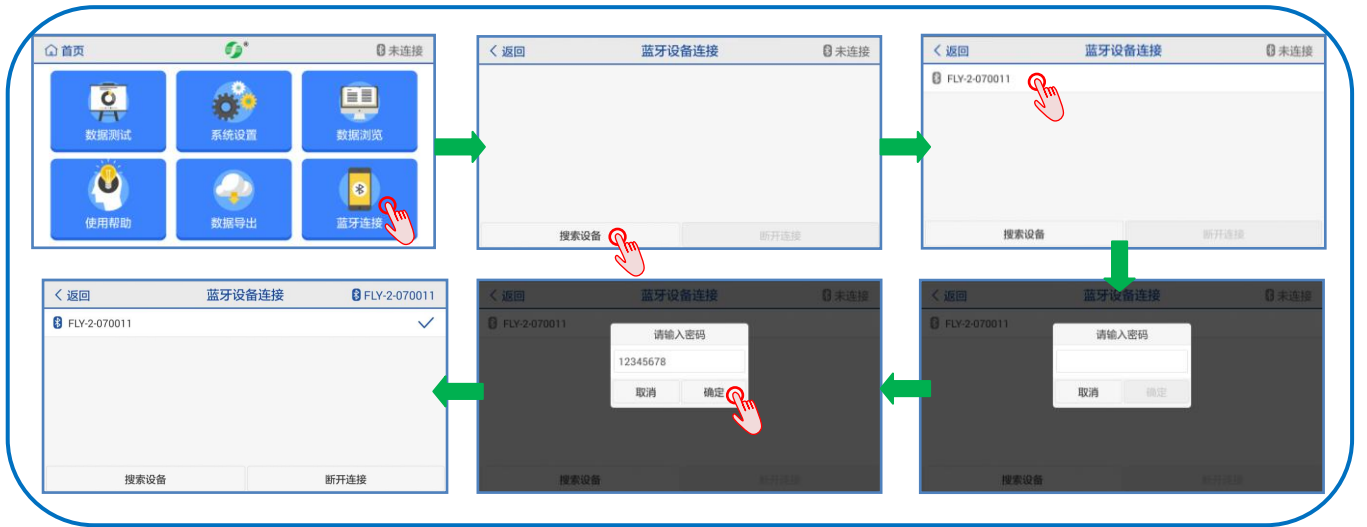 首页
未连接
数据测试
系统设置
数据浏览
使用帮助
数据导出
蓝牙连接
返回
蓝牙设备连接
未连接
搜索设备
断开连接
返回
蓝牙设备连接
未连接
FLY-2-070011
搜索设备
断开连接
返回
蓝牙设备连接
未连接
FLY-2-070011
请输入密码
取消
确定
搜索设备
断开连接
返回
蓝牙设备连接
未连接
FLY-2-070011
请输入密码
12345678
取消
确定
搜索设备
断开连接
返回
蓝牙设备连接
FLY-2-070011
FLY-2-070011
搜索设备
断开连接